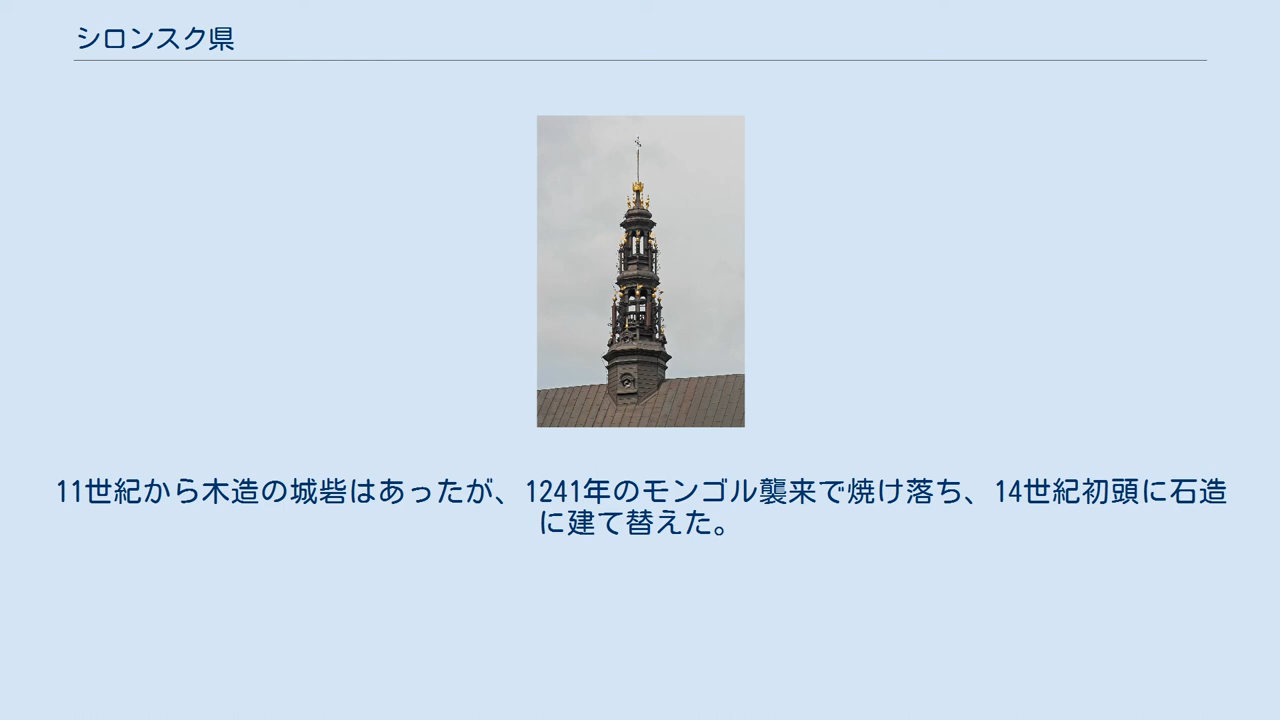 シロンスク県
11世紀から木造の城砦はあったが、1241年のモンゴル襲来で焼け落ち、14世紀初頭に石造
に建て替えた。